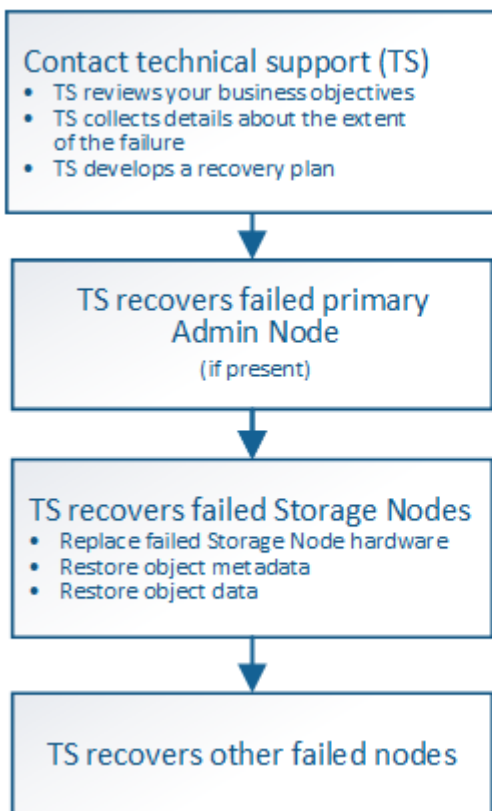 Contact technical support (TS)
• TS reviews your business objectives
• TS collects details about the extent
of the failure
• TS develops a recovery plan
TS recovers failed primary
Admin Node
(if present)
TS recovers failed Storage Nodes
• Replace failed Storage Node hardware
• Restore object metadata
• Restore object data
TS recovers other failed nodes